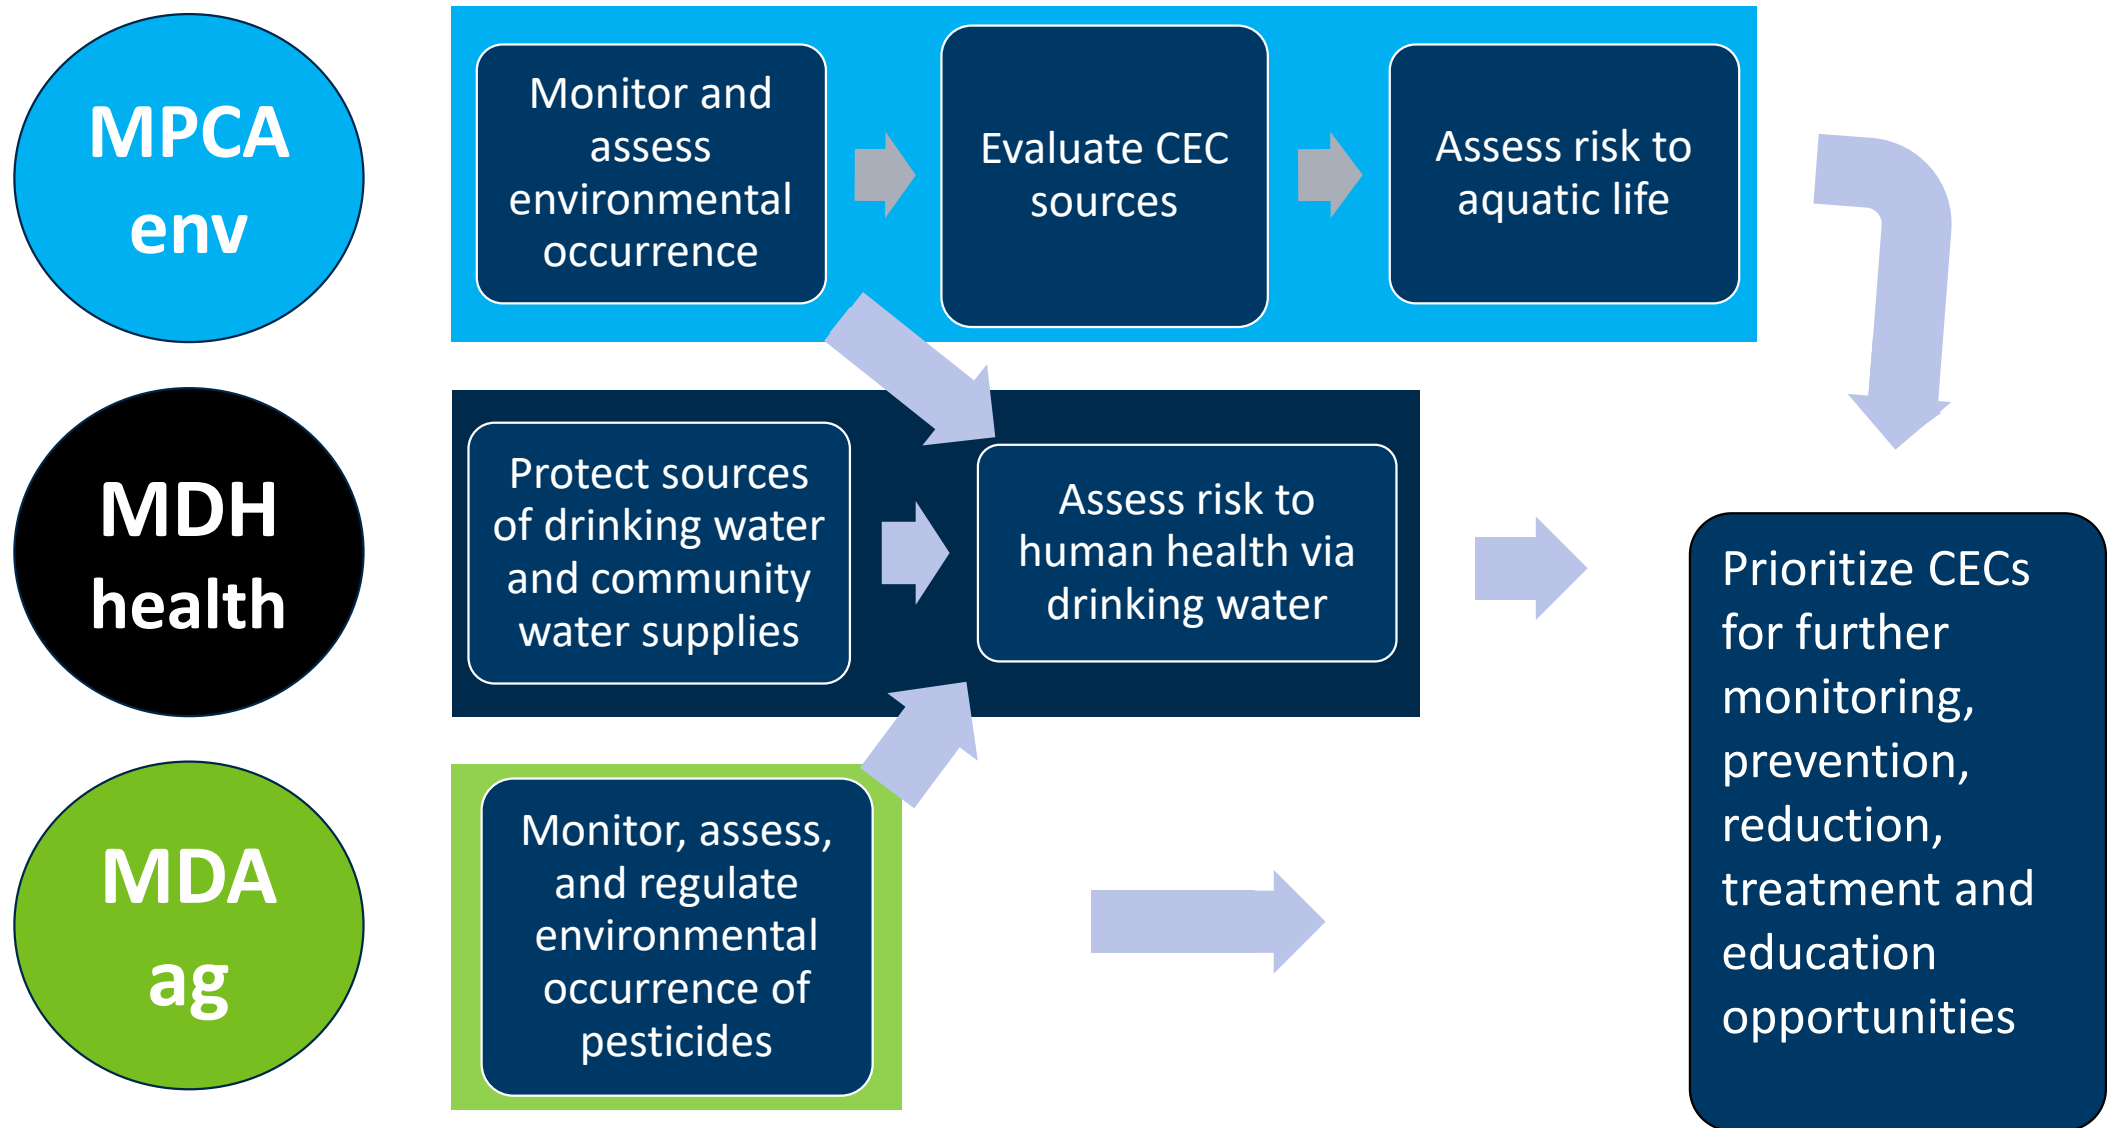 MPCA
env
Monitor and
assess
environmental
occurrence
Evaluate CEC
sources
Assess risk to
aquatic life
MDH
health
Protect sources
of drinking water
and community
water supplies
Assess risk to
human health via
drinking water
MDA
ag
Monitor, assess,
and regulate
environmental
occurrence of
pesticides
Prioritize CECs
for further
monitoring,
prevention,
reduction,
treatment and
education
opportunities